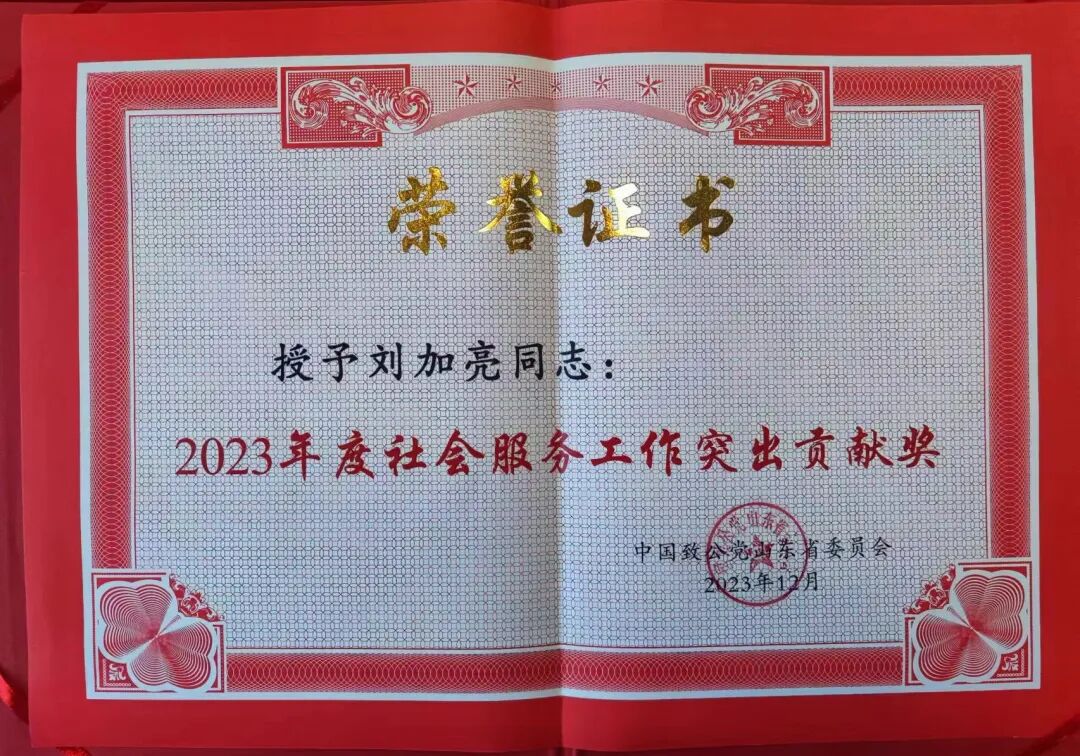 荣誉证书
授予刘加亮同志：
2023年度社会服务工作突出贡献奖
中国致公党山东省委员会
2023年12月